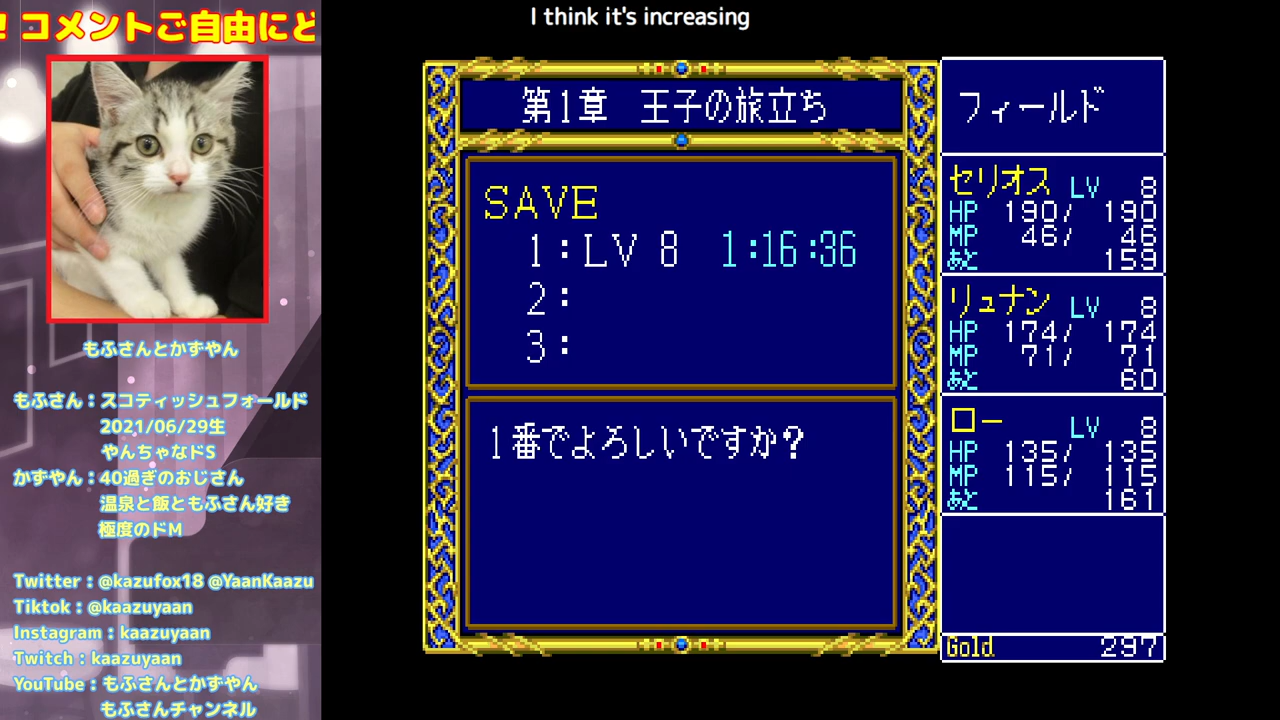 ！コメントご自由にど
I think it's increasing
もふさんとかずやん
もふさん：スコティッシュフォールド
2021/06/29生
やんちゃなドS
かずやん：40過ぎのおじさん
温泉と飯ともふさん好き
極度のドM
Twitter：@kazufox18 @YaanKaazu
Tiktok：@kaazuyaan
Instagram：kaazuyaan
Twitch：kaazuyaan
YouTube：もふさんとかずやん
もふさんチャンネル
第1章 王子の旅立ち
SAVE
1：LV 8 1:16:36
2：
3：
1番でよろしいですか？
フィールド
セリオス LV 8
HP 190/ 190
MP 46/ 46
あと 159
リュナン LV 8
HP 174/ 174
MP 71/ 71
あと 60
ロー LV 8
HP 135/ 135
MP 115/ 115
あと 161
Gold 297